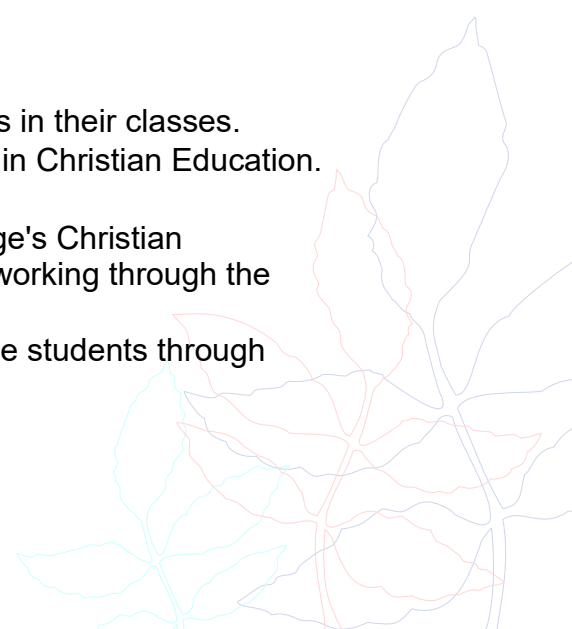 s in their classes.
in Christian Education.
ge's Christian
working through the
e students through